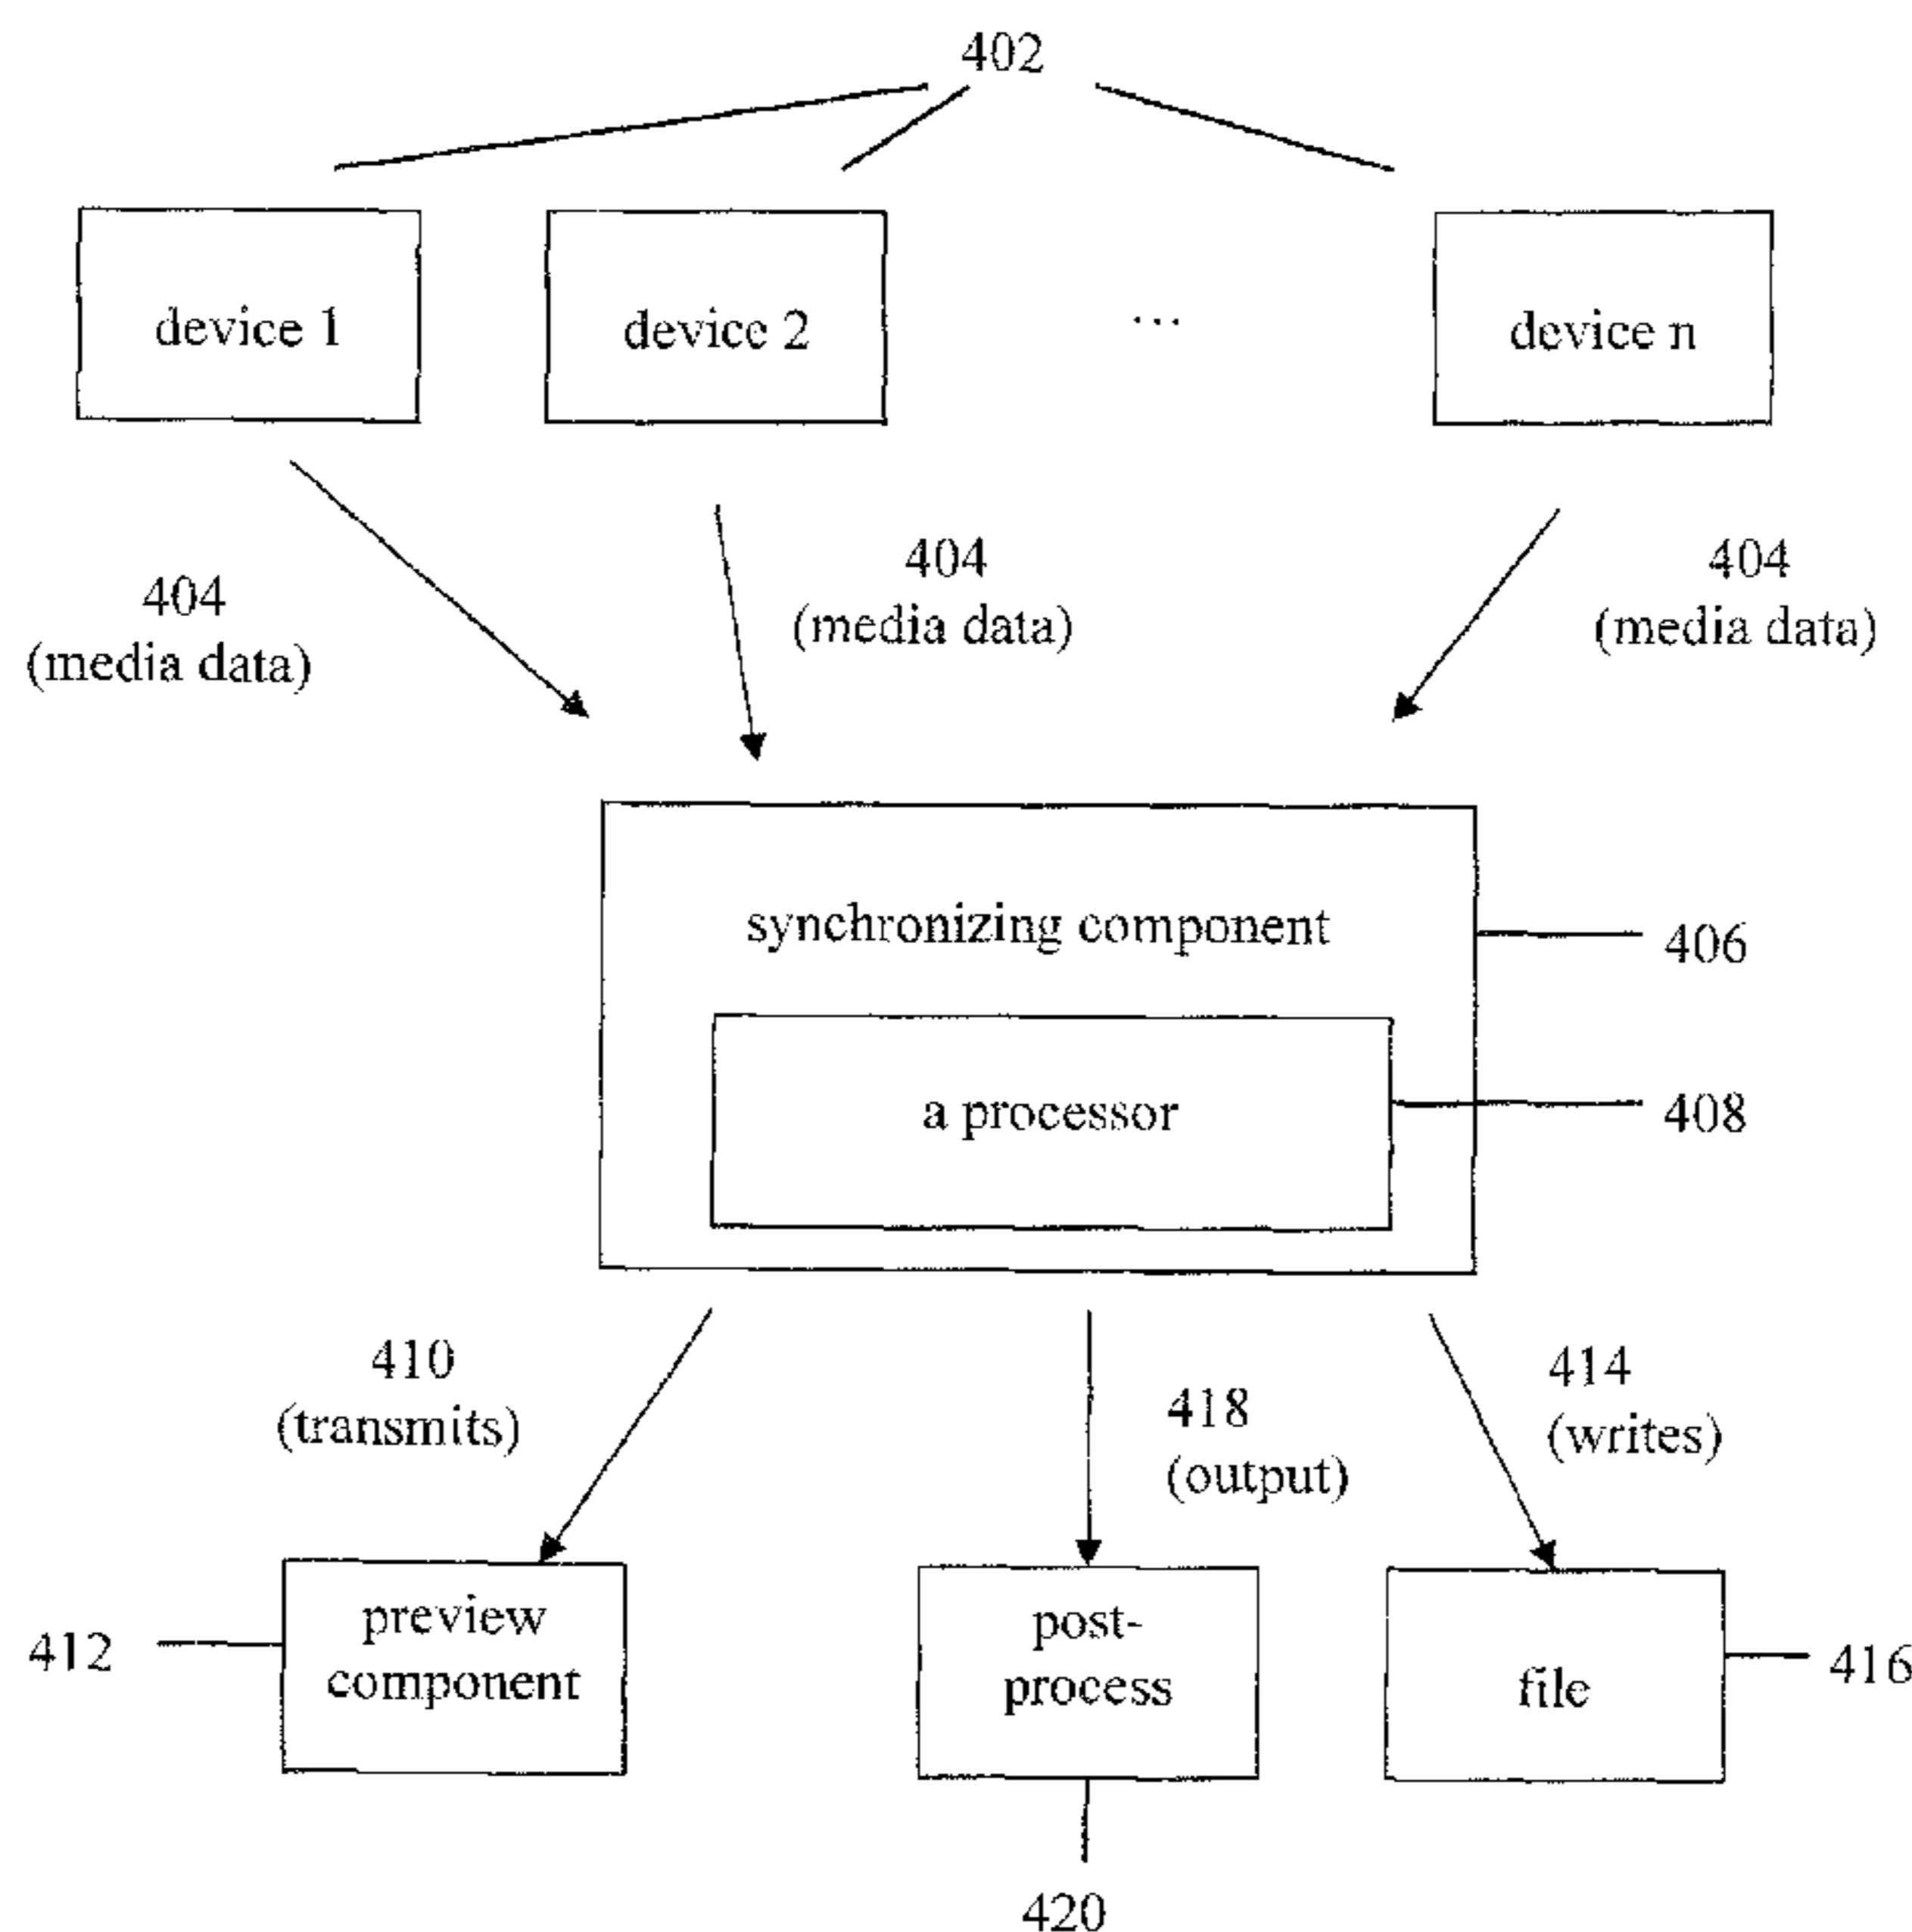 402
device 1
device 2
...
device n
404
(media data)
404
(media data)
404
(media data)
synchronizing component
406
a processor
408
410
(transmits)
418
(output)
414
(writes)
412
preview
component
post-
process
file
416
420